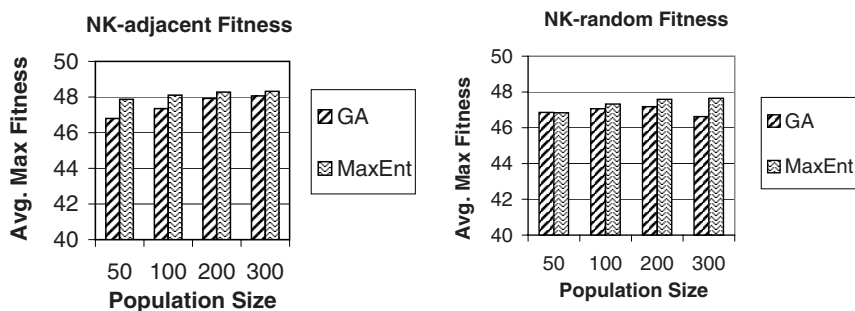 NK-adjacent Fitness
Avg. Max Fitness
50
48
46
44
42
40
50 100 200 300
Population Size
GA
MaxEnt
NK-random Fitness
Avg. Max Fitness
50
48
46
44
42
40
50 100 200 300
Population Size
GA
MaxEnt